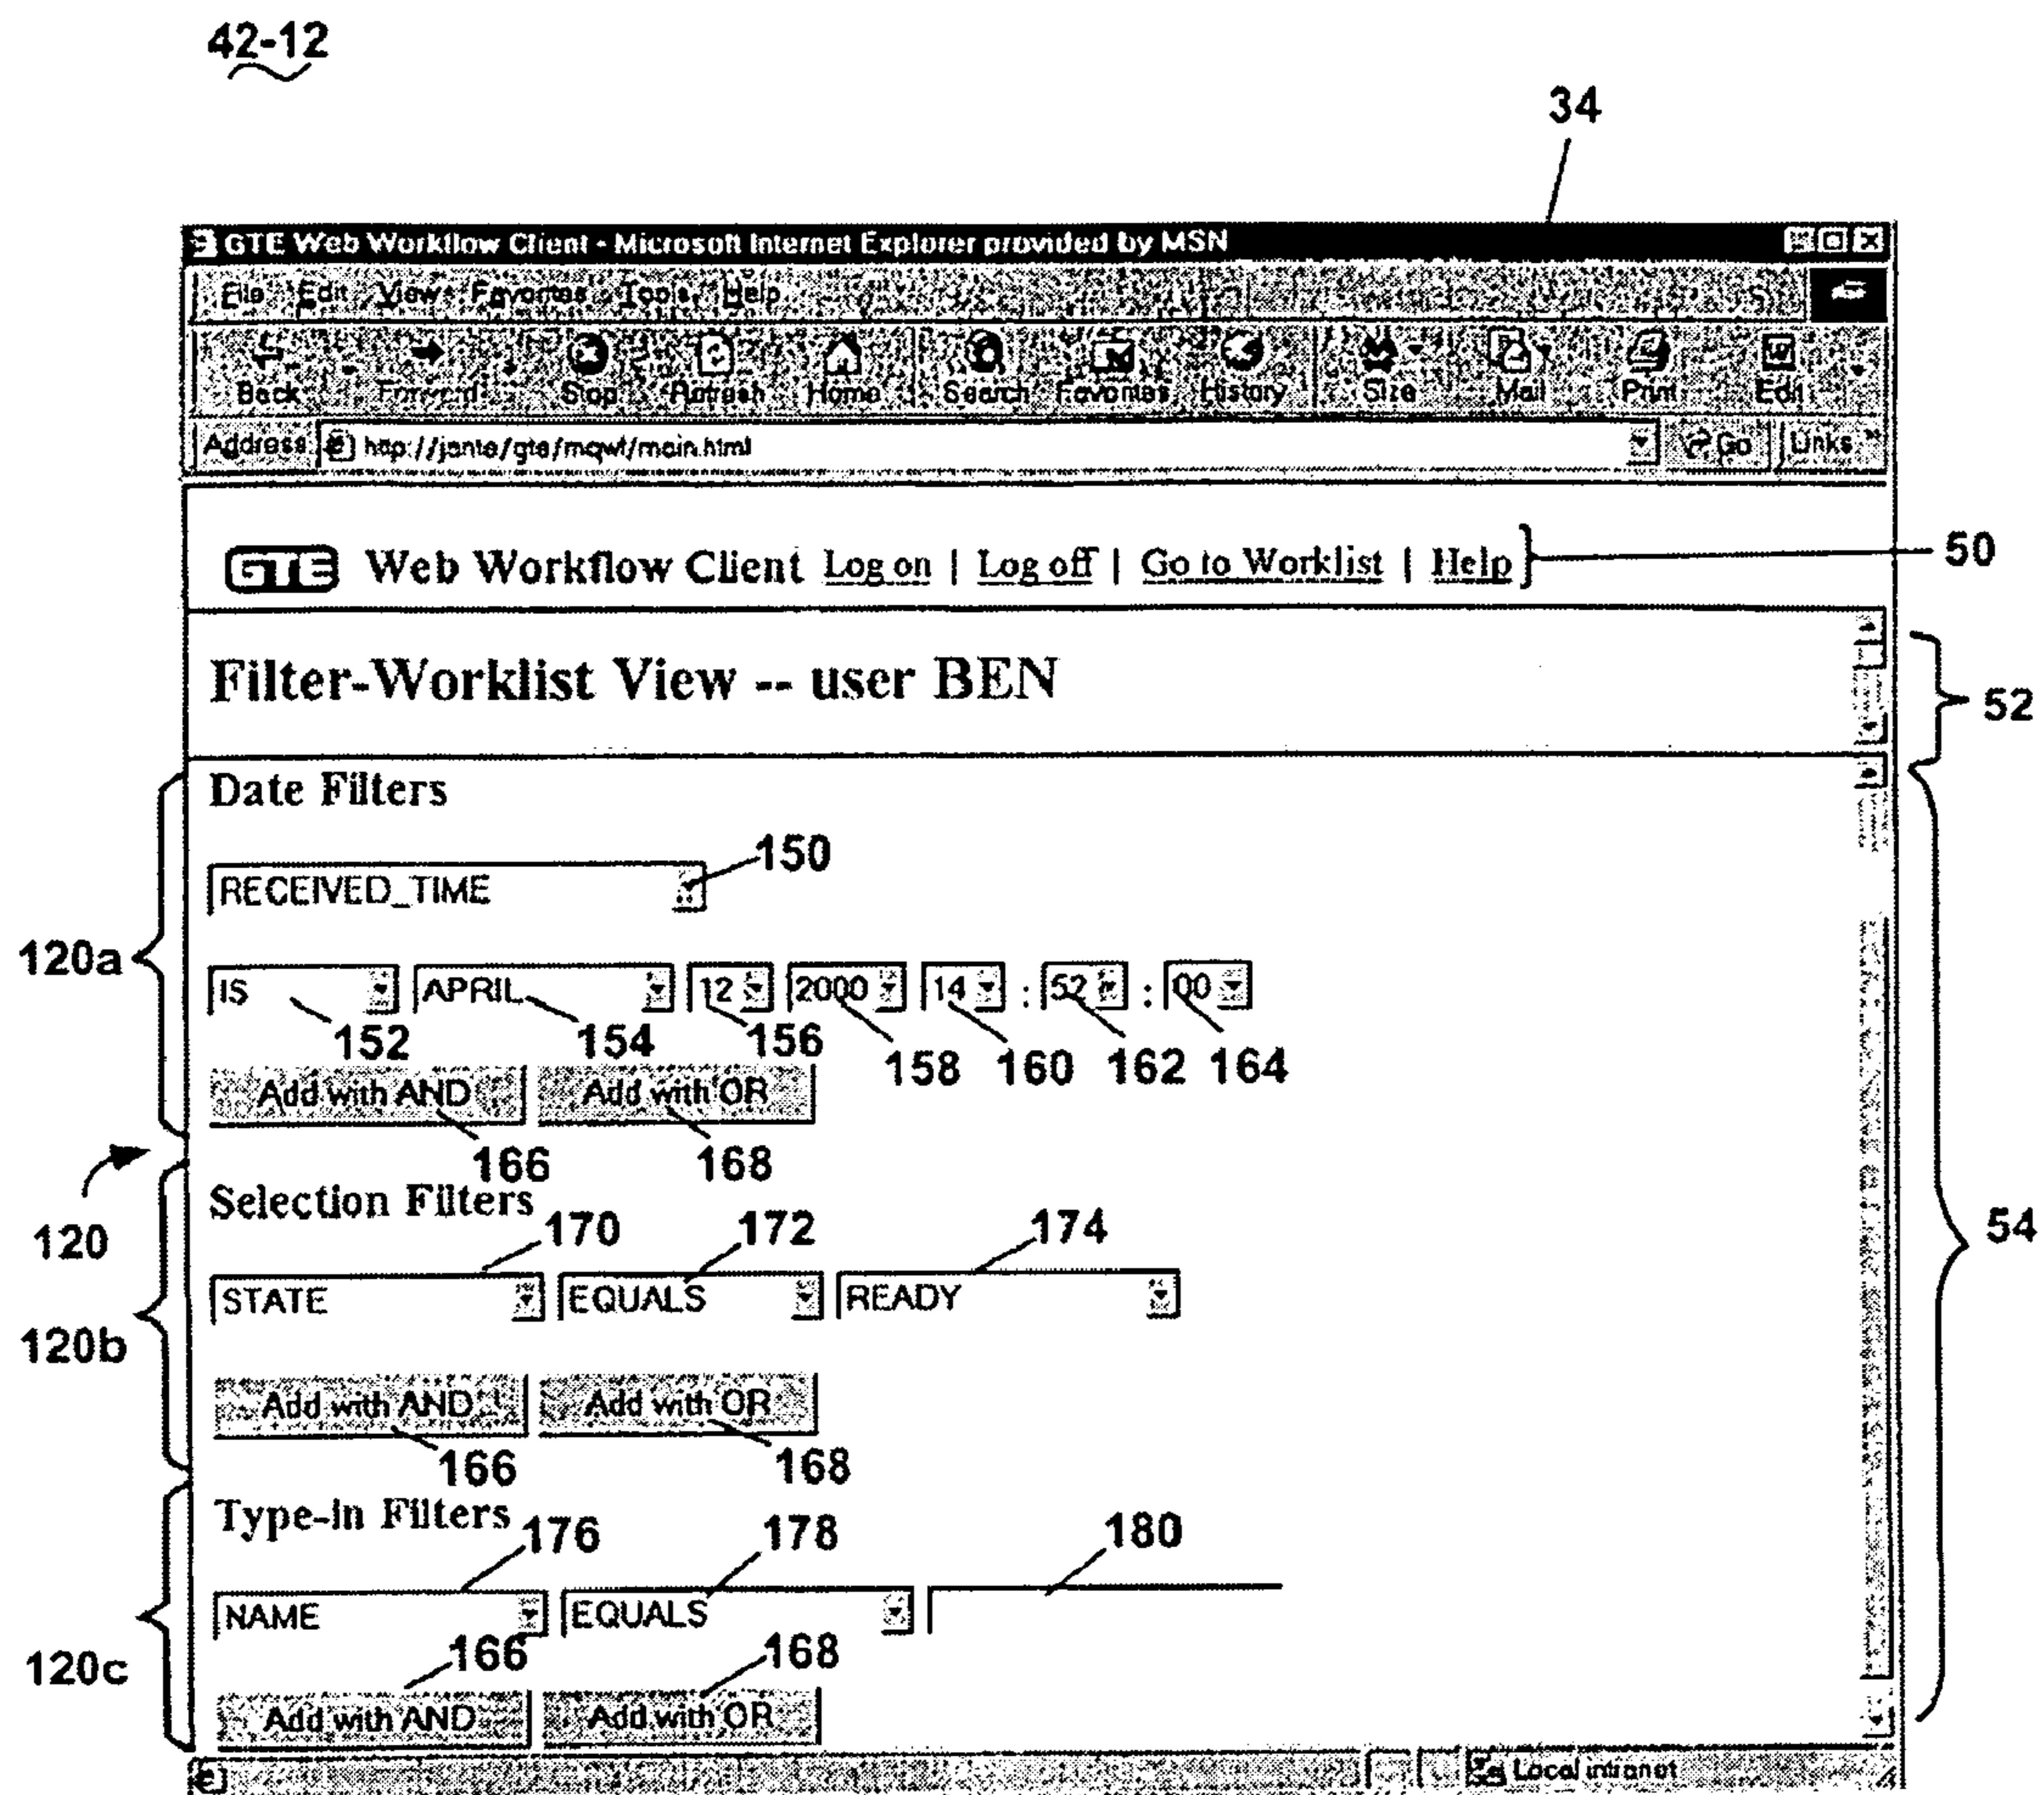 42-12
34
GTE Web Workflow Client - Microsoft Internet Explorer provided by MSN
File Edit View Favorites Tools Help
Back Forward Stop Refresh Home Search Favorites History Size Mail Print Edit
Address http://jante/gte/mqwf/main.html Go Links »
GTE Web Workflow Client Log on | Log off | Go to Worklist | Help
50
Filter-Worklist View -- user BEN
52
Date Filters
150
RECEIVED_TIME
120a
IS APRIL 12 2000 14 : 52 : 00
152 154 156 158 160 162 164
Add with AND Add with OR
166 168
120
Selection Filters
170 172 174
54
STATE EQUALS READY
120b
Add with AND Add with OR
166 168
Type-in Filters
176 178 180
NAME EQUALS
166 168
120c
Add with AND Add with OR
Local intranet